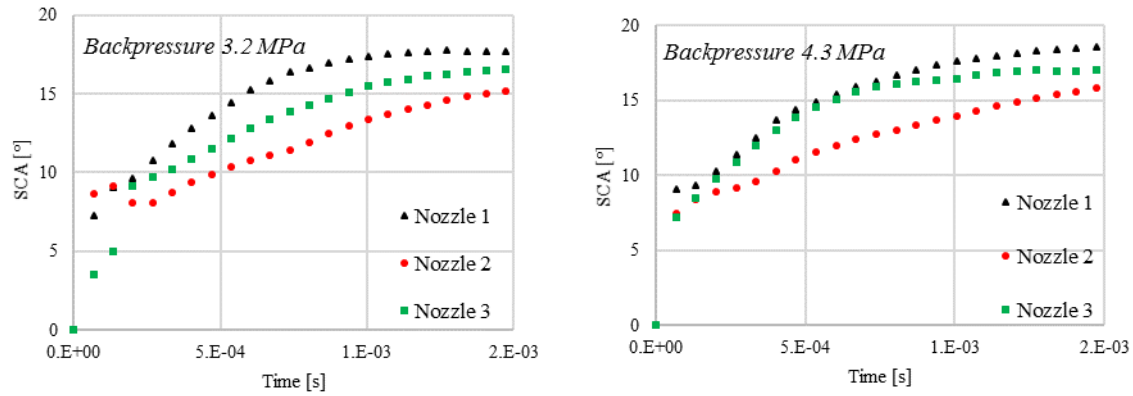 20
15
10
5
0
SCA [°]
Backpressure 3.2 MPa
Nozzle 1
Nozzle 2
Nozzle 3
0.E+00
5.E-04
1.E-03
2.E-03
Time [s]
20
15
10
5
0
SCA [°]
Backpressure 4.3 MPa
Nozzle 1
Nozzle 2
Nozzle 3
0.E+00
5.E-04
1.E-03
2.E-03
Time [s]